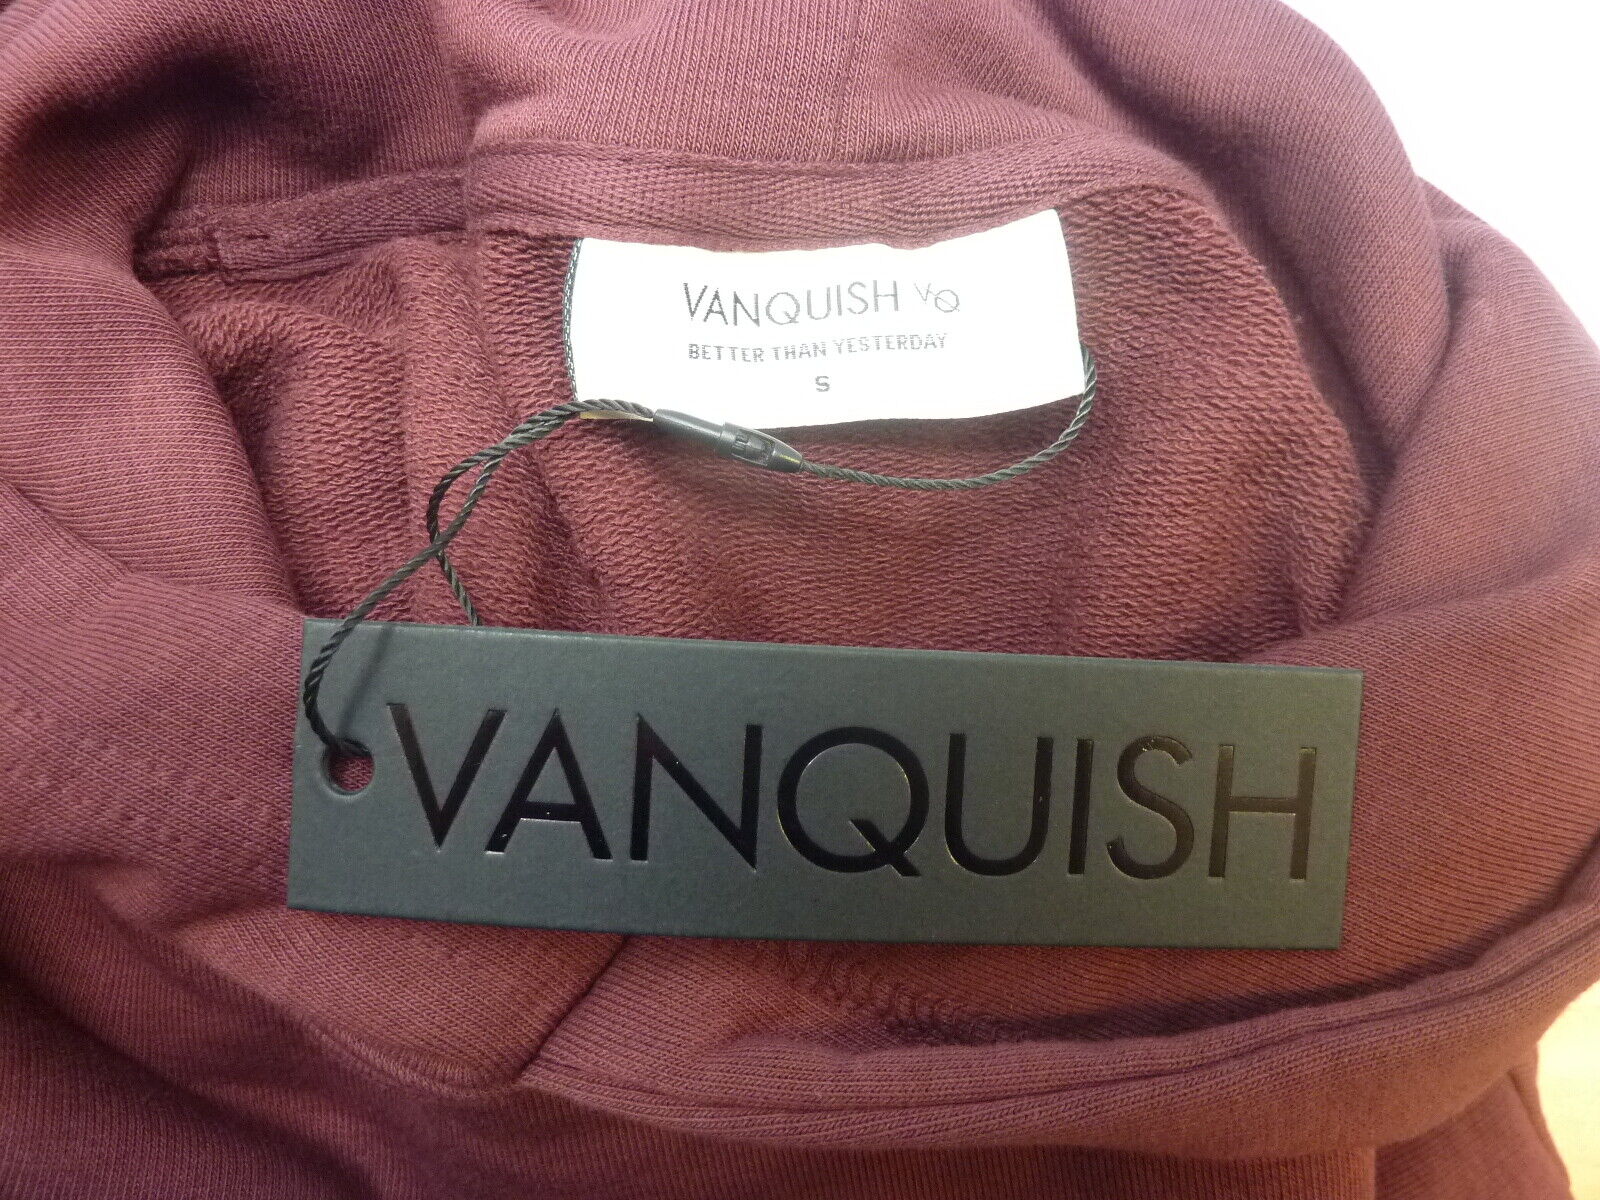 VANQUISH VQ
BETTER THAN YESTERDAY
S
VANQUISH